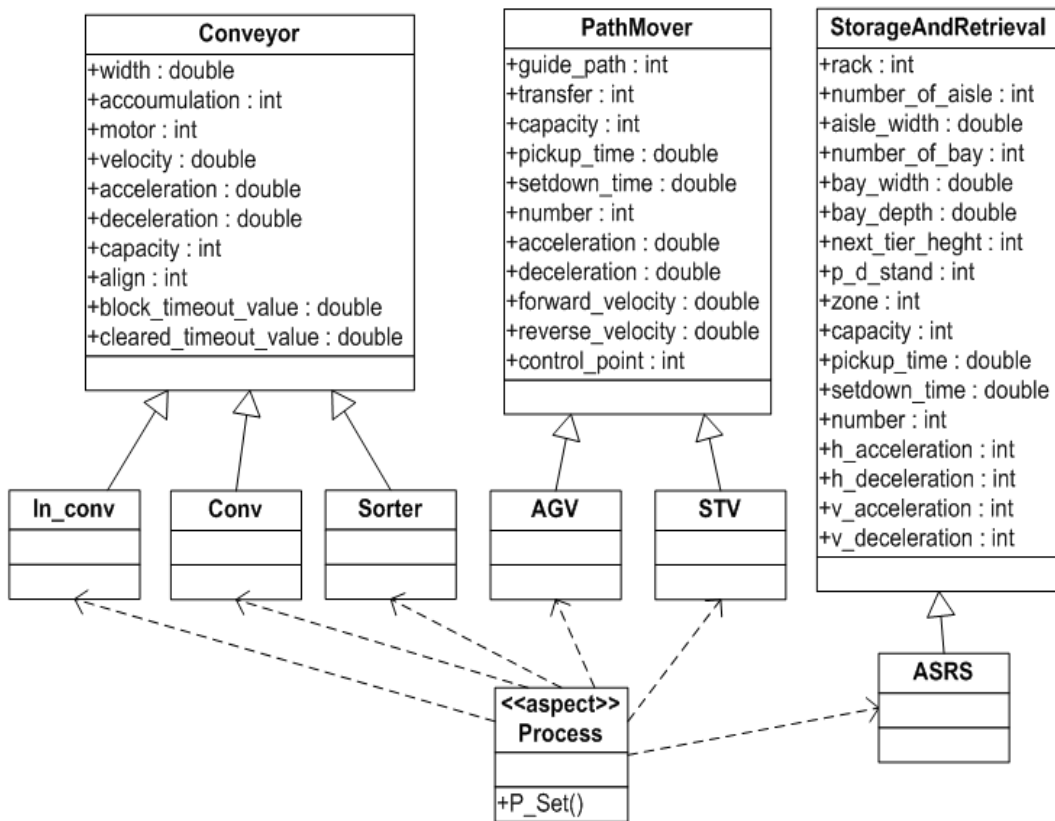 Conveyor
+width : double
+accoumulation : int
+motor : int
+velocity : double
+acceleration : double
+deceleration : double
+capacity : int
+align : int
+block_timeout_value : double
+cleared_timeout_value : double
PathMover
+guide_path : int
+transfer : int
+capacity : int
+pickup_time : double
+setdown_time : double
+number : int
+acceleration : double
+deceleration : double
+forward_velocity : double
+reverse_velocity : double
+control_point : int
StorageAndRetrieval
+rack : int
+number_of_aisle : int
+aisle_width : double
+number_of_bay : int
+bay_width : double
+bay_depth : double
+next_tier_heght : int
+p_d_stand : int
+zone : int
+capacity : int
+pickup_time : double
+setdown_time : double
+number : int
+h_acceleration : int
+h_deceleration : int
+v_acceleration : int
+v_deceleration : int
In_conv
Conv
Sorter
AGV
STV
ASRS
<<aspect>>
Process
+P_Set()